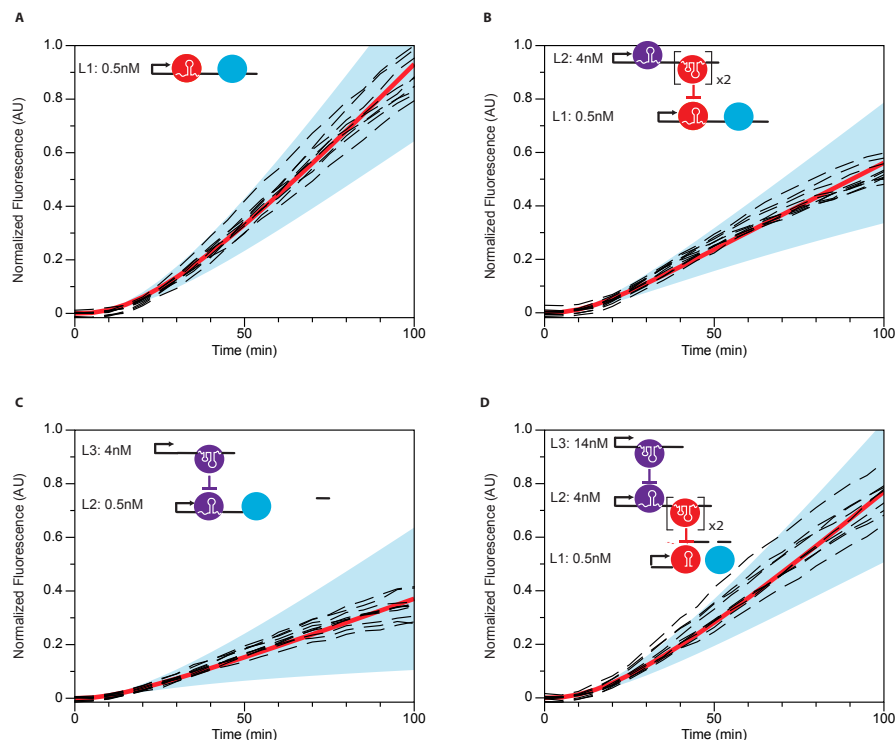 A
Normalized Fluorescence (AU)
1.0
0.8
0.6
0.4
0.2
0
L1: 0.5nM
0
50
100
Time (min)
B
Normalized Fluorescence (AU)
1.0
0.8
0.6
0.4
0.2
0
L2: 4nM
x2
L1: 0.5nM
0
50
100
Time (min)
C
Normalized Fluorescence (AU)
1.0
0.8
0.6
0.4
0.2
0
L3: 4nM
L2: 0.5nM
0
50
100
Time (min)
D
Normalized Fluorescence (AU)
1.0
0.8
0.6
0.4
0.2
0
L3: 14nM
L2: 4nM
x2
L1: 0.5nM
0
50
100
Time (min)